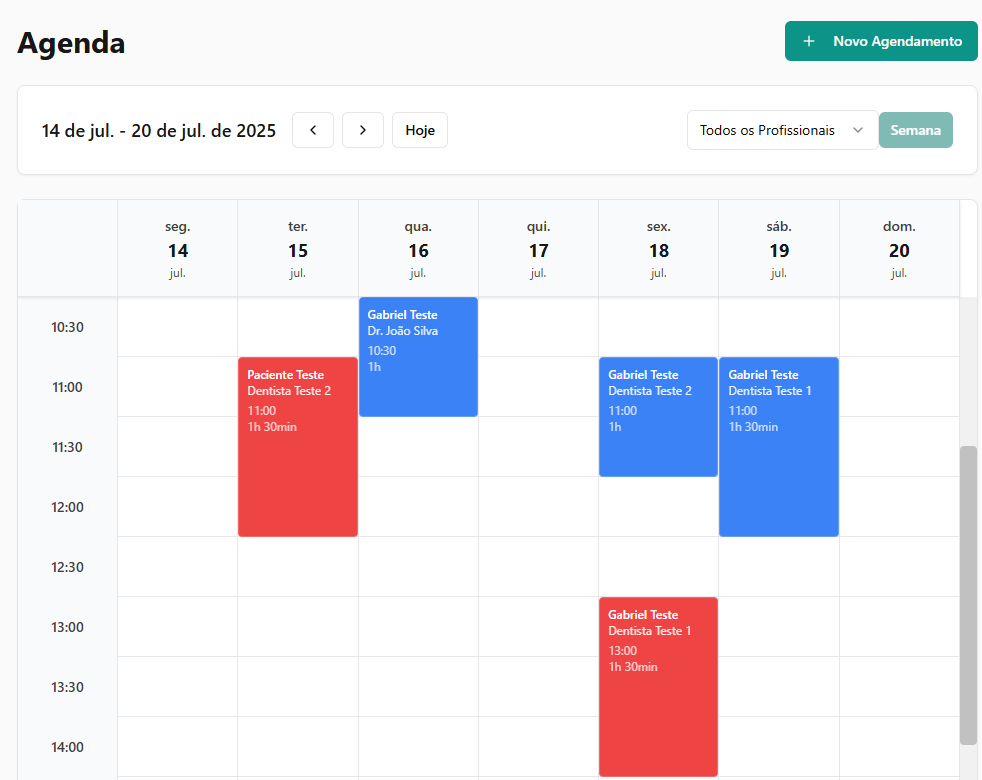 Agenda
+ Novo Agendamento
14 de jul. - 20 de jul. de 2025
Hoje
Todos os Profissionais
Semana
seg.
14
jul.
ter.
15
jul.
qua.
16
jul.
qui.
17
jul.
sex.
18
jul.
sáb.
19
jul.
dom.
20
jul.
10:30
Gabriel Teste
Dr. João Silva
10:30
1h
11:00
Paciente Teste
Dentista Teste 2
11:00
1h 30min
Gabriel Teste
Dentista Teste 2
11:00
1h
Gabriel Teste
Dentista Teste 1
11:00
1h 30min
11:30
12:00
12:30
13:00
Gabriel Teste
Dentista Teste 1
13:00
1h 30min
13:30
14:00